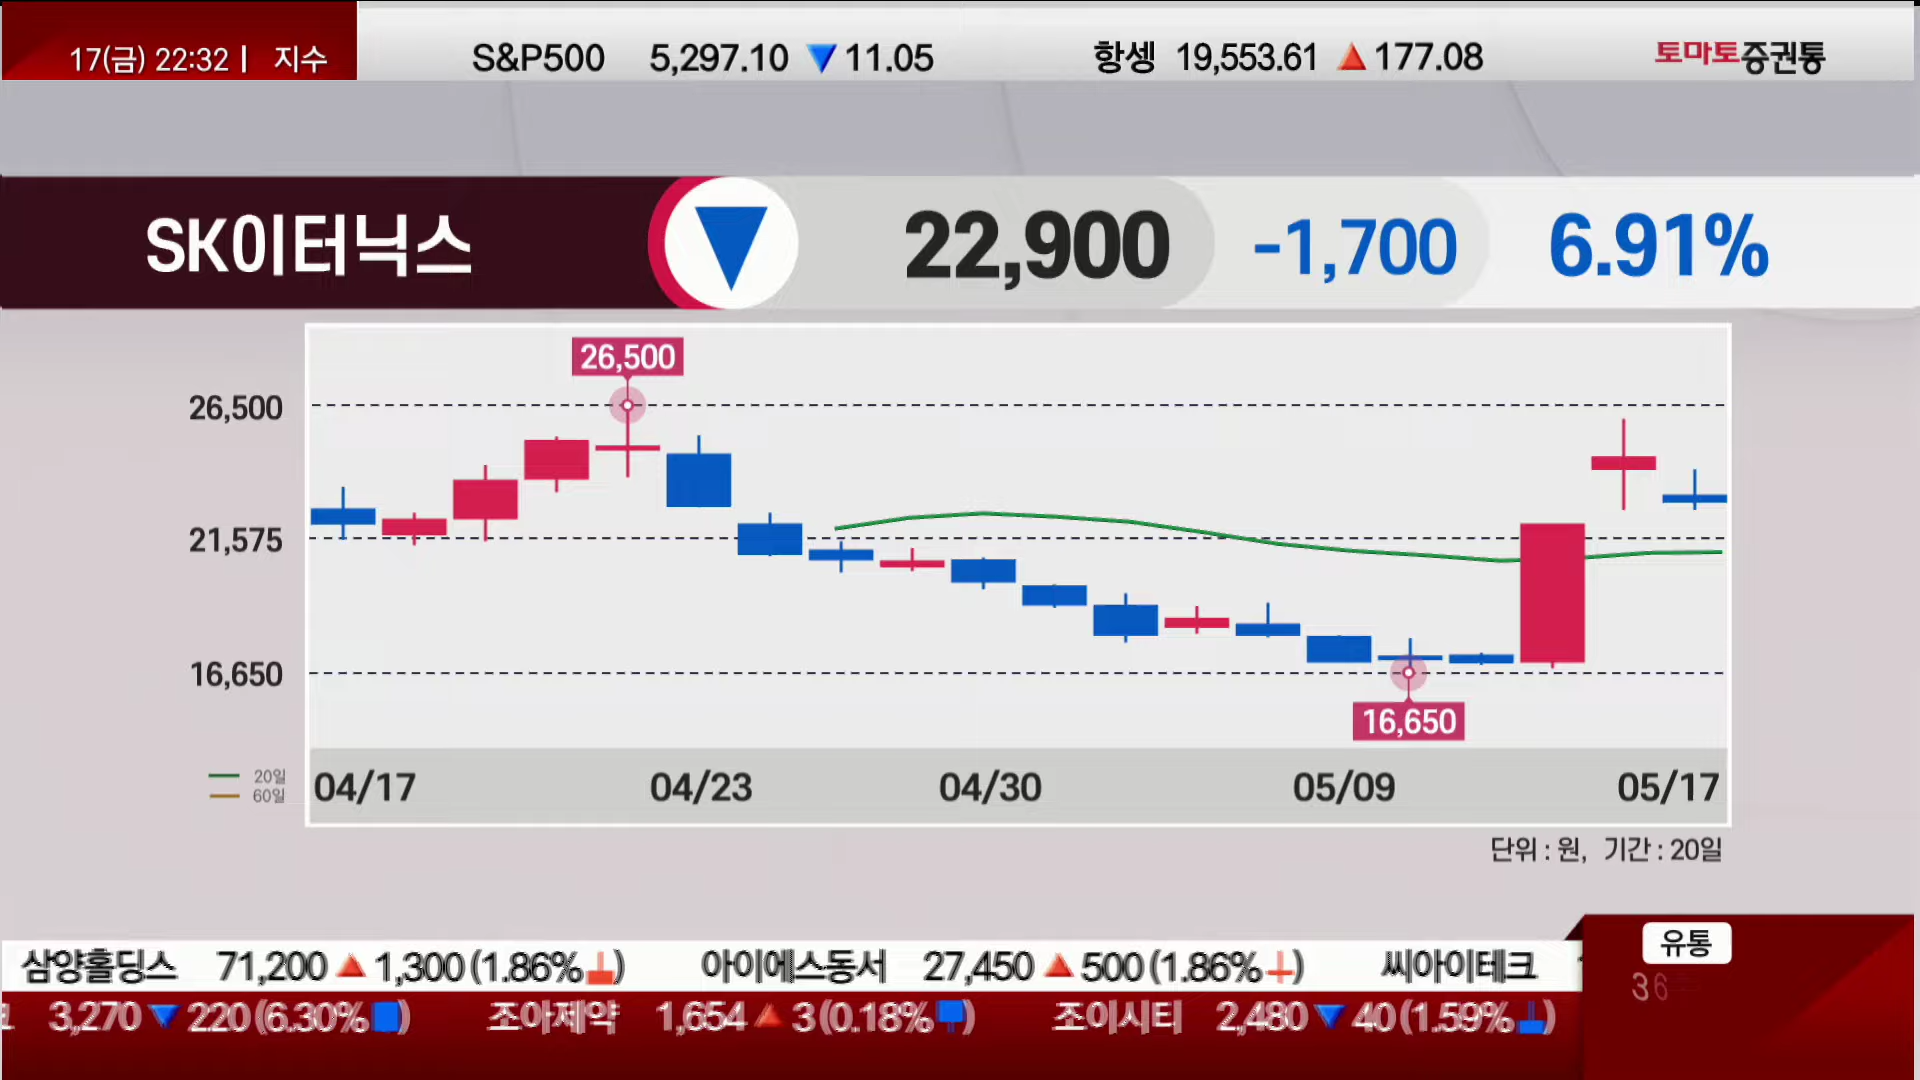 17(금) 22:32 | 지수 S&P500 5,297.10 ▼ 11.05 항셍 19,553.61 ▲ 177.08 토마토증권통
SK이터닉스 ▼ 22,900 -1,700 6.91%
26,500
26,500
21,575
16,650
16,650
20일
60일
04/17 04/23 04/30 05/09 05/17
단위 : 원, 기간 : 20일
유통
삼양홀딩스 71,200 ▲ 1,300 (1.86%) 아이에스동서 27,450 ▲ 500 (1.86%) 씨아이테크
36
3,270 ▼ 220 (6.30%) 조아제약 1,654 ▲ 3 (0.18%) 조이시티 2,480 ▼ 40 (1.59%)